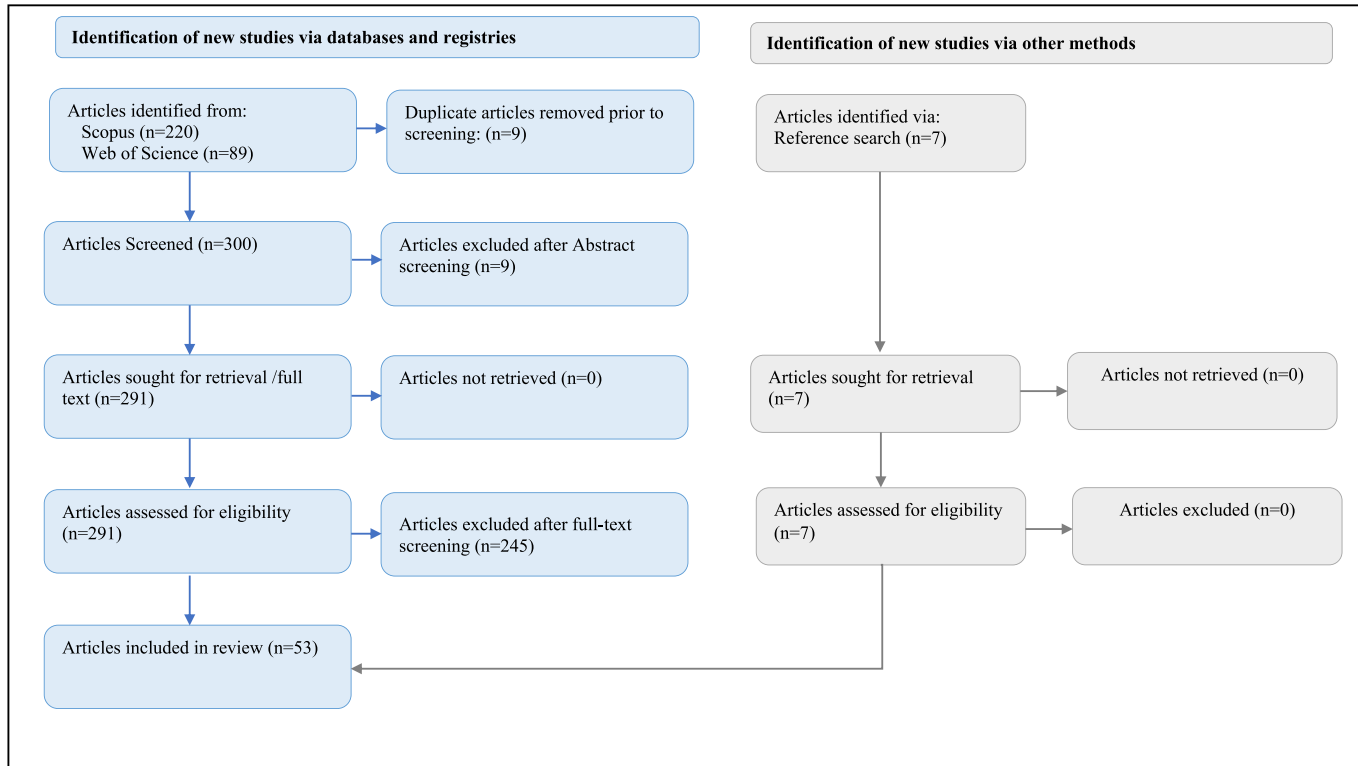 Identification of new studies via databases and registries
Articles identified from:
Scopus (n=220)
Web of Science (n=89)
Duplicate articles removed prior to
screening: (n=9)
Articles Screened (n=300)
Articles excluded after Abstract
screening (n=9)
Articles sought for retrieval /full
text (n=291)
Articles not retrieved (n=0)
Articles assessed for eligibility
(n=291)
Articles excluded after full-text
screening (n=245)
Articles included in review (n=53)
Identification of new studies via other methods
Articles identified via:
Reference search (n=7)
Articles sought for retrieval
(n=7)
Articles not retrieved (n=0)
Articles assessed for eligibility
(n=7)
Articles excluded (n=0)